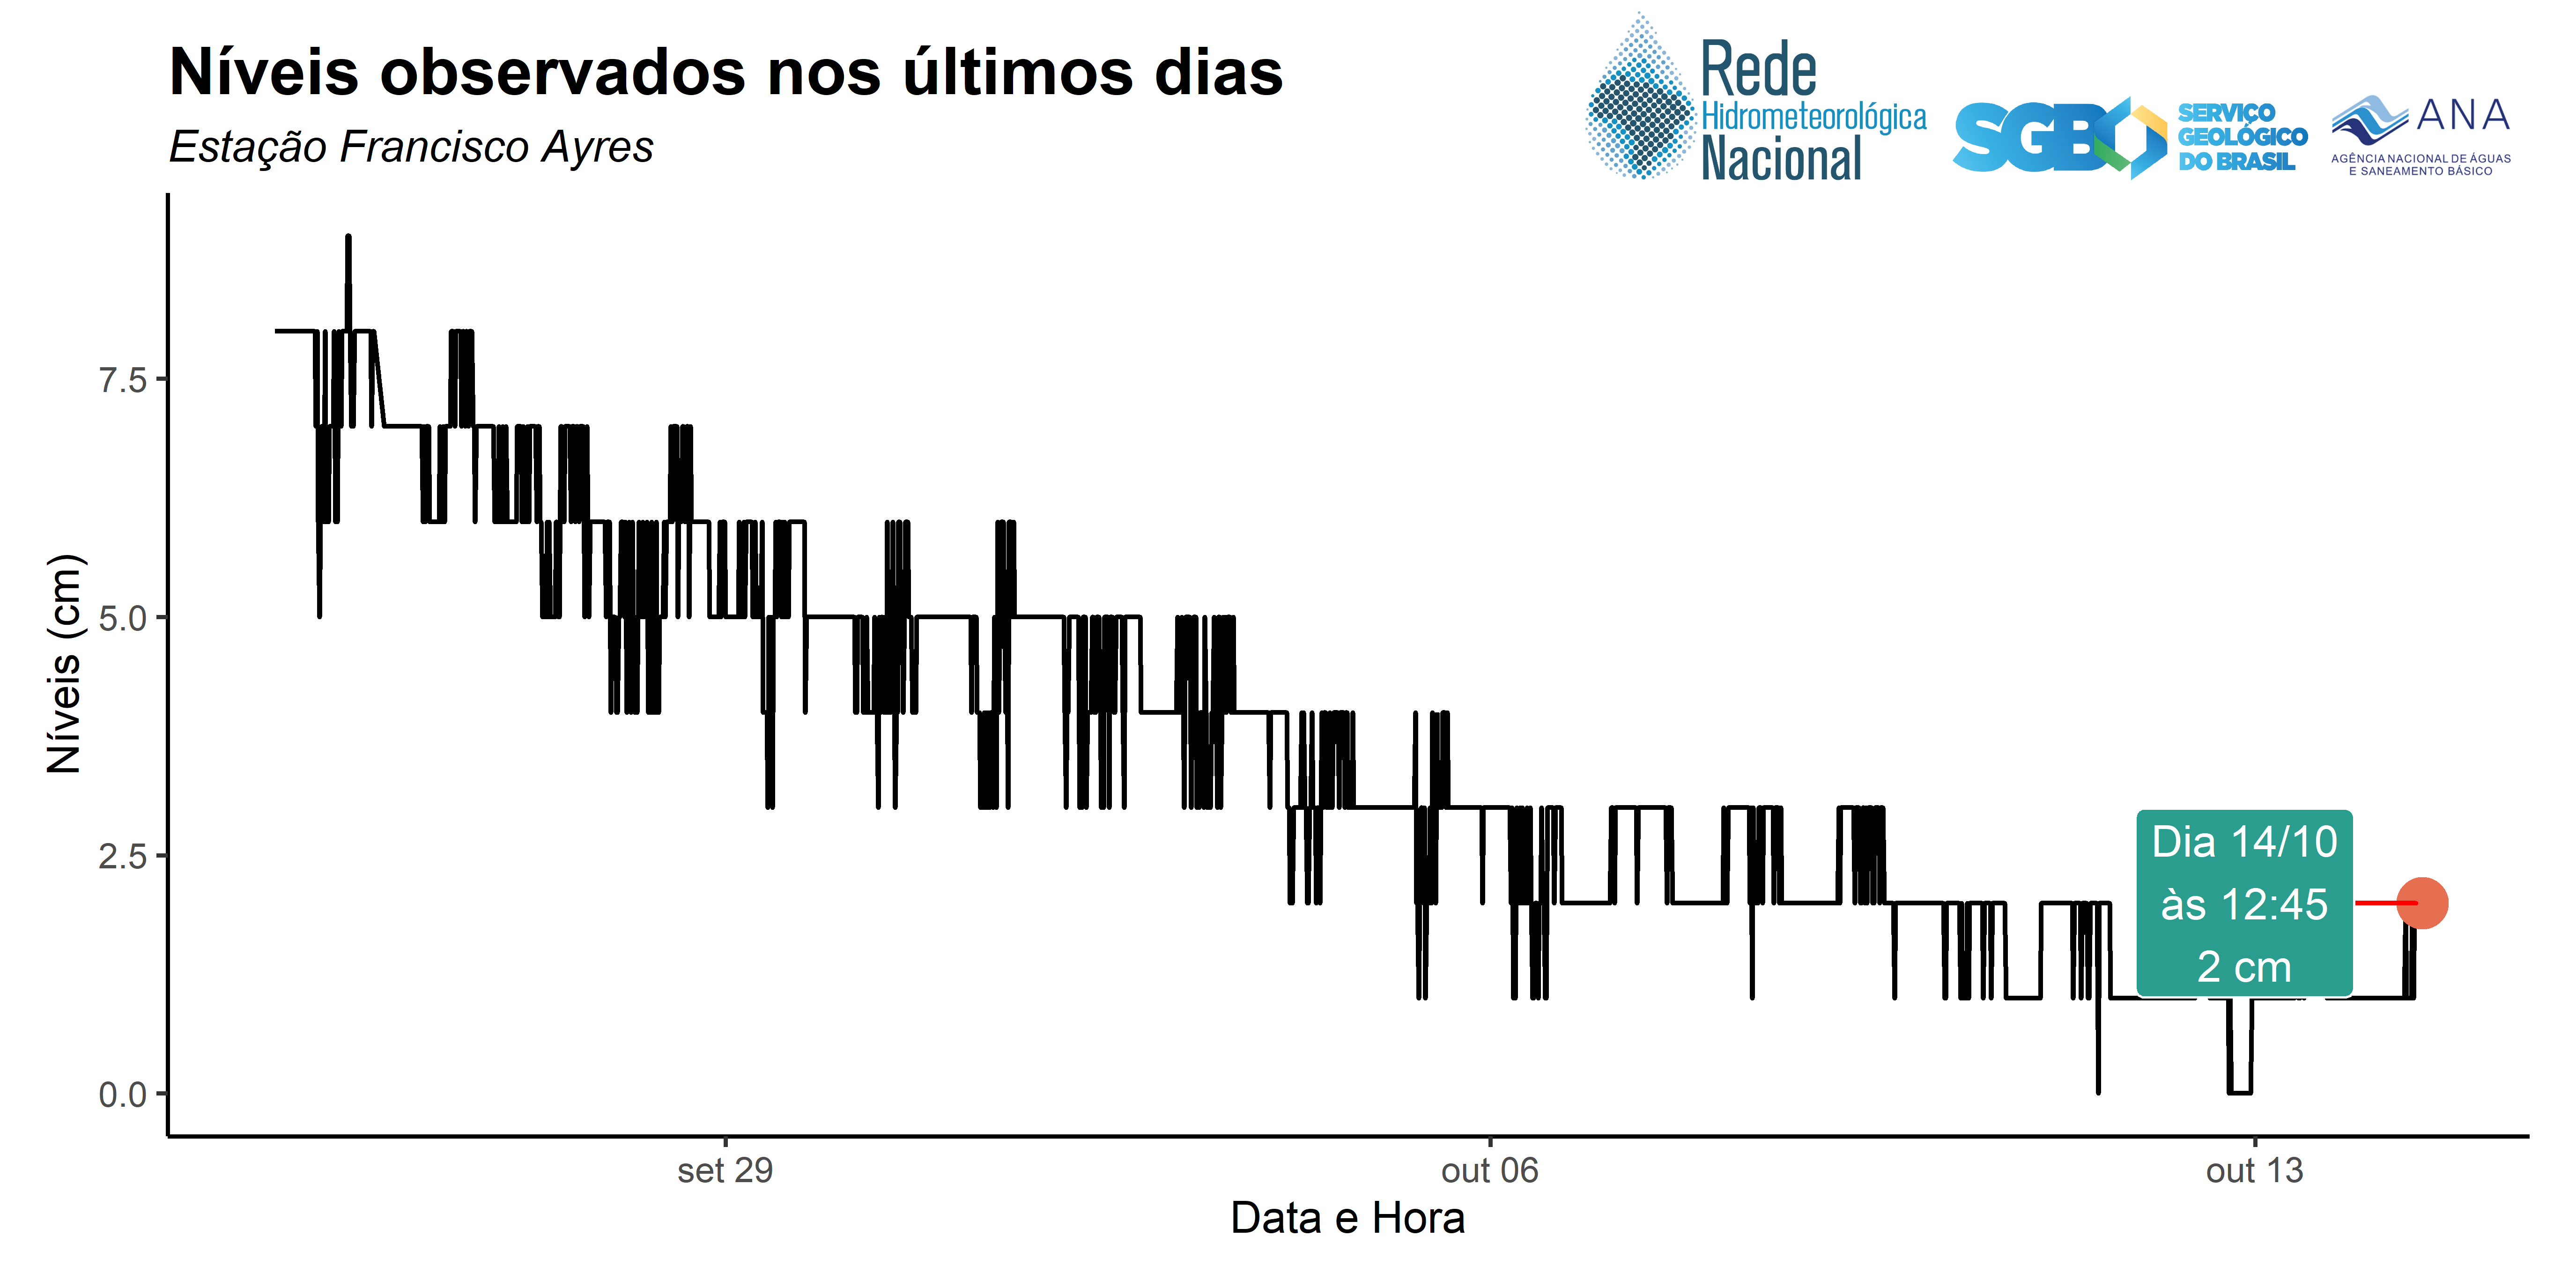 Níveis observados nos últimos dias
Estação Francisco Ayres
Rede
Hidrometeorológica
Nacional
SGB
SERVIÇO
GEOLÓGICO
DO BRASIL
ANA
AGÊNCIA NACIONAL DE ÁGUAS
E SANEAMENTO BÁSICO
Níveis (cm)
7.5
5.0
2.5
0.0
Dia 14/10
às 12:45
2 cm
set 29
out 06
out 13
Data e Hora